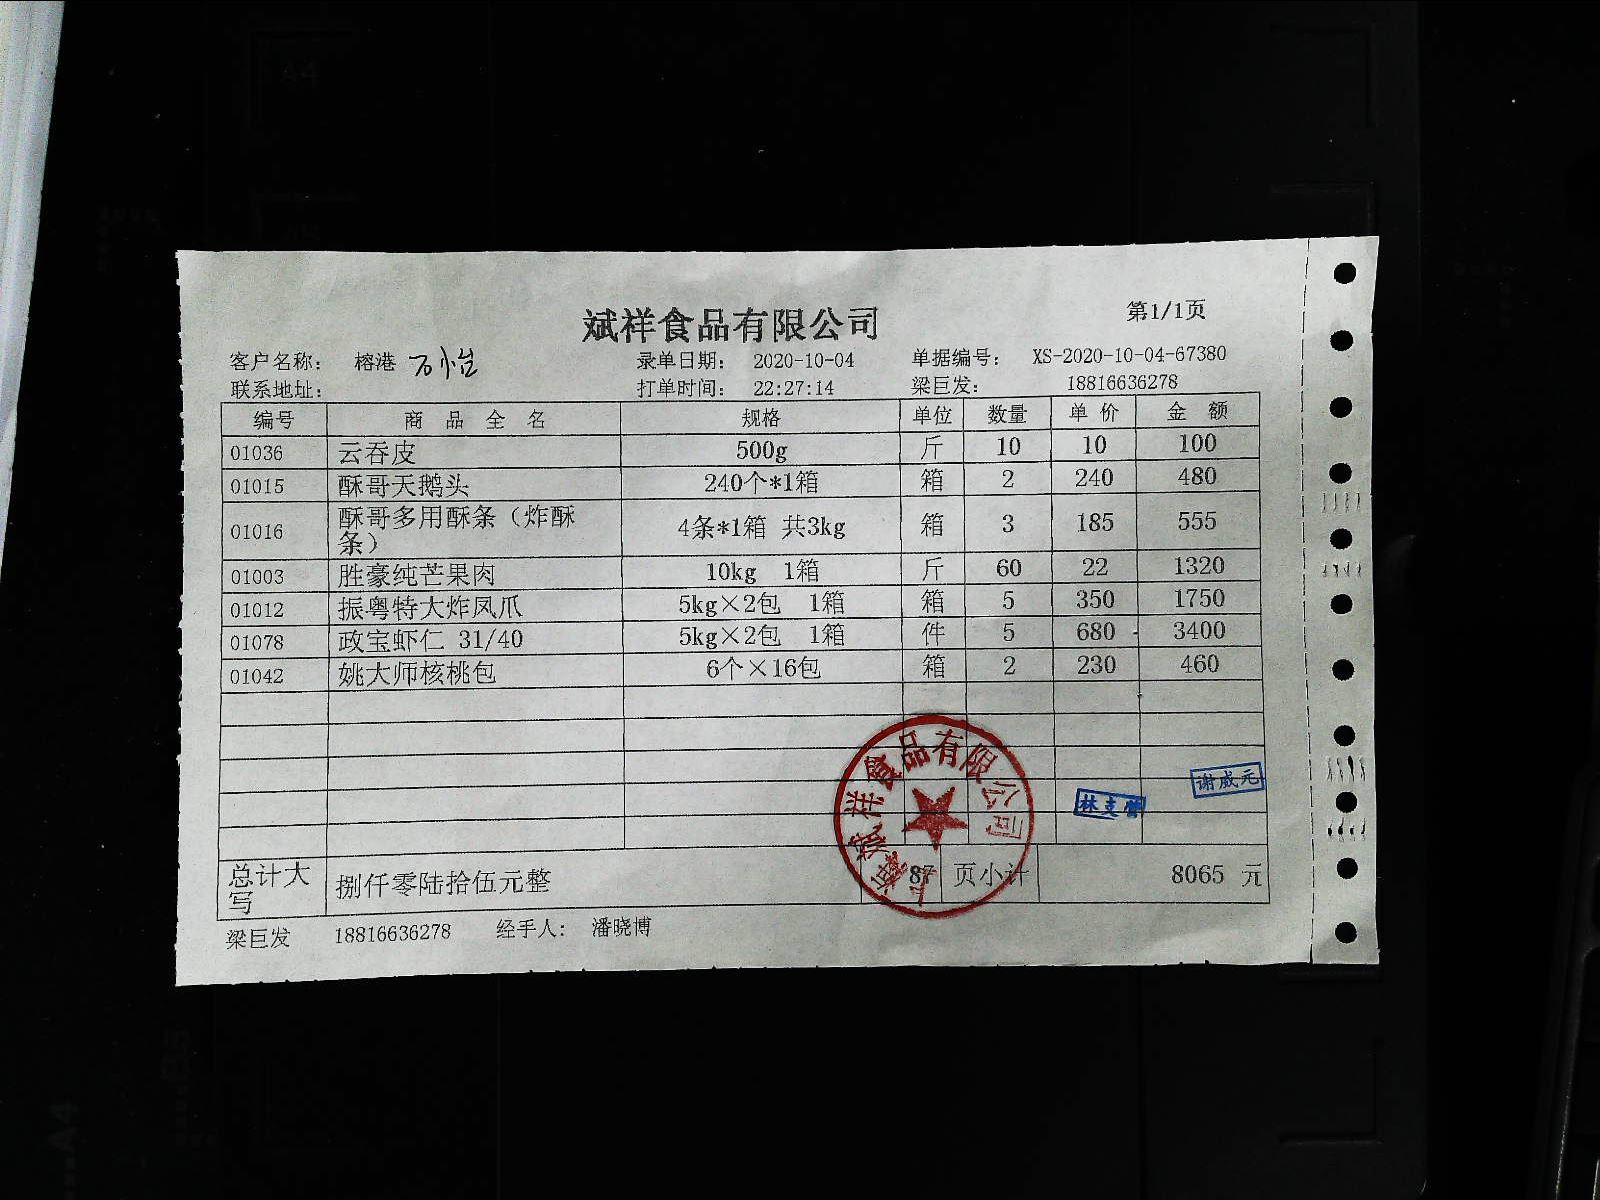 斌祥食品有限公司
第1/1页
客户名称： 榕港 石怡 录单日期： 2020-10-04 单据编号： XS-2020-10-04-67380
联系地址： 打单时间： 22:27:14 梁巨发： 18816636278
编号 商品全名 规格 单位 数量 单价 金额
01036 云吞皮 500g 斤 10 10 100
01015 酥哥天鹅头 240个*1箱 箱 2 240 480
01016 酥哥多用酥条（炸酥条） 4条*1箱 共3kg 箱 3 185 555
01003 胜豪纯芒果肉 10kg 1箱 斤 60 22 1320
01012 振粤特大炸凤爪 5kg×2包 1箱 箱 5 350 1750
01078 政宝虾仁 31/40 5kg×2包 1箱 件 5 680 3400
01042 姚大师核桃包 6个×16包 箱 2 230 460
上海斌祥食品有限公司
谢威元
总计大写 捌仟零陆拾伍元整 87 页小计 8065 元
梁巨发 18816636278 经手人： 潘晓博